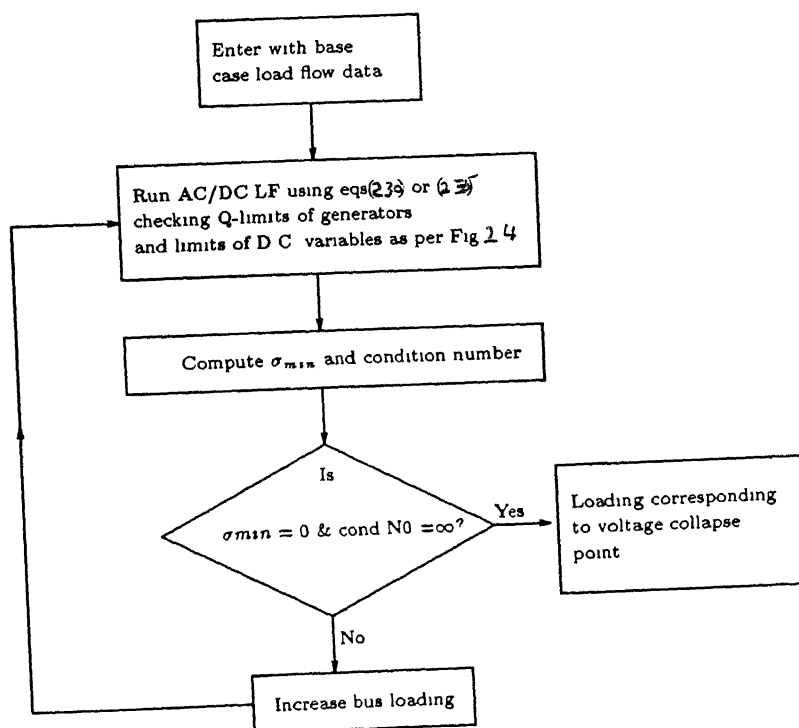 Enter with base
case load flow data
Run AC/DC LF using eqs(2 30) or
checking Q-limits of generators
and limits of D C variables as per Fig 2 4
Compute σmin and condition number
Is
σmin = 0 & cond N0 =∞?
Yes
Loading corresponding
to voltage collapse
point
No
Increase bus loading